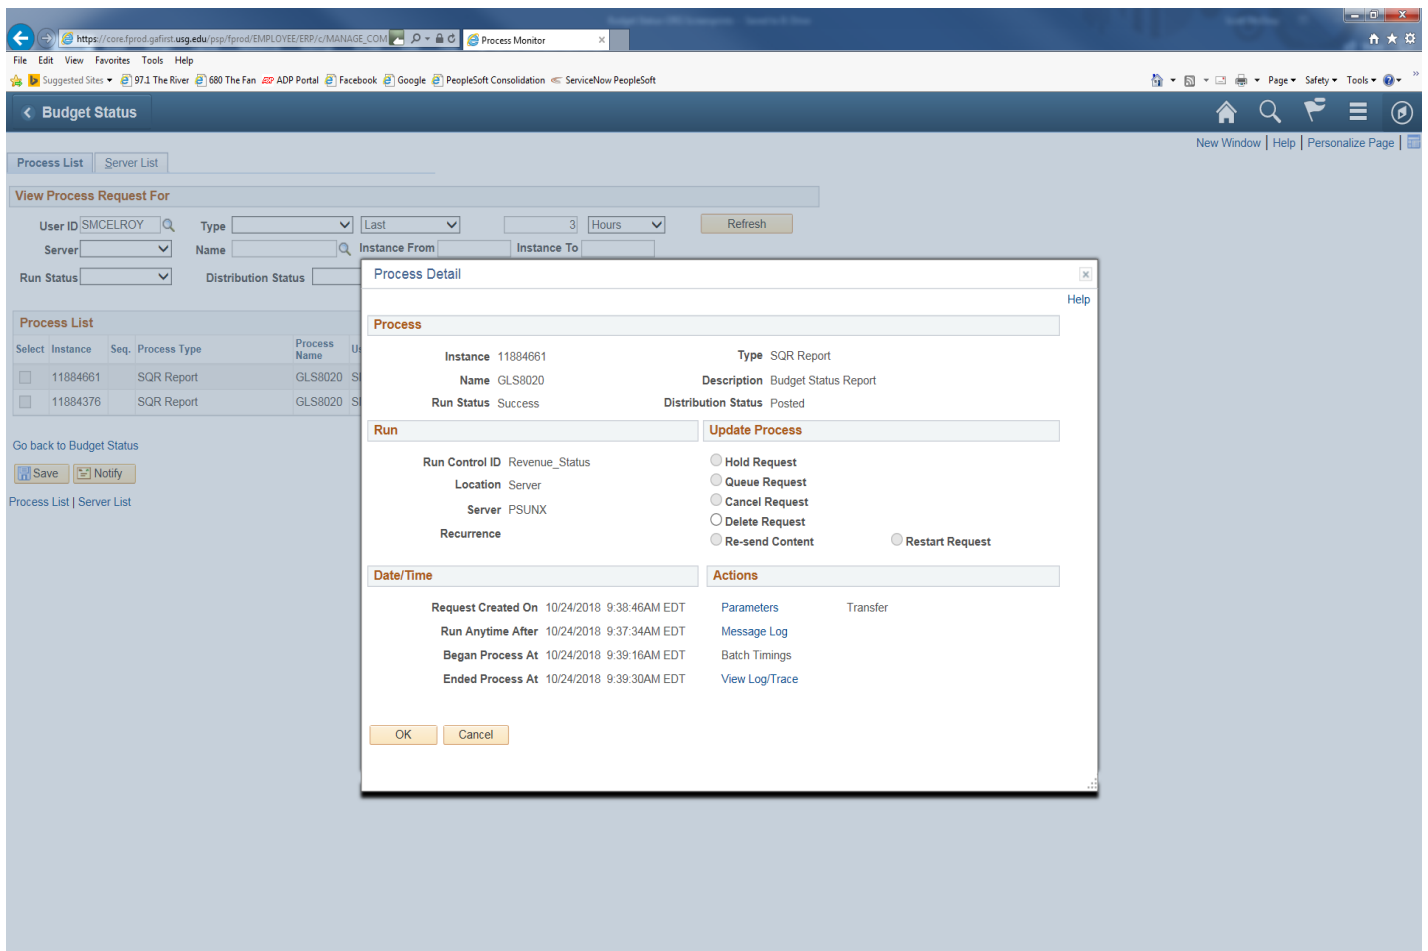 https://core.fprod.gafirst.usg.edu/psp/fprod/EMPLOYEE/ERP/c/MANAGE_COM
Process Monitor
File Edit View Favorites Tools Help
Suggested Sites 97.1 The River 680 The Fan ADP Portal Facebook Google PeopleSoft Consolidation ServiceNow PeopleSoft
Page Safety Tools
Budget Status
New Window | Help | Personalize Page |
Process List Server List
View Process Request For
User ID SMCELROY Type Last 3 Hours Refresh
Server Name Instance From Instance To
Run Status Distribution Status
Process List
Select Instance Seq. Process Type Process Name
11884661 SQR Report GLS8020
11884376 SQR Report GLS8020
Go back to Budget Status
Save Notify
Process List | Server List
Process Detail
Help
Process
Instance 11884661 Type SQR Report
Name GLS8020 Description Budget Status Report
Run Status Success Distribution Status Posted
Run Update Process
Run Control ID Revenue_Status
Location Server
Server PSUNX
Recurrence
Hold Request
Queue Request
Cancel Request
Delete Request
Re-send Content Restart Request
Date/Time Actions
Request Created On 10/24/2018 9:38:46AM EDT Parameters Transfer
Run Anytime After 10/24/2018 9:37:34AM EDT Message Log
Began Process At 10/24/2018 9:39:16AM EDT Batch Timings
Ended Process At 10/24/2018 9:39:30AM EDT View Log/Trace
OK Cancel